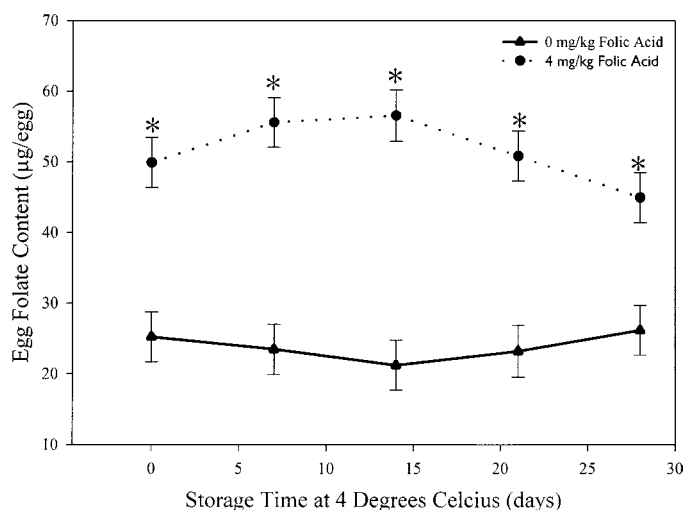 70
0 mg/kg Folic Acid
4 mg/kg Folic Acid
60
50
40
30
20
10
Egg Folate Content (µg/egg)
* * * * *
0 5 10 15 20 25 30
Storage Time at 4 Degrees Celcius (days)